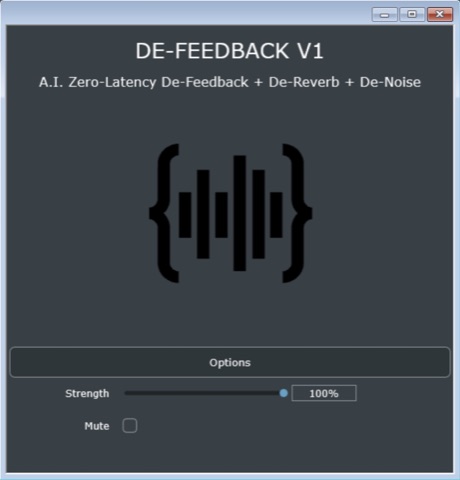 DE-FEEDBACK V1
A.I. Zero-Latency De-Feedback + De-Reverb + De-Noise
Options
Strength 100%
Mute